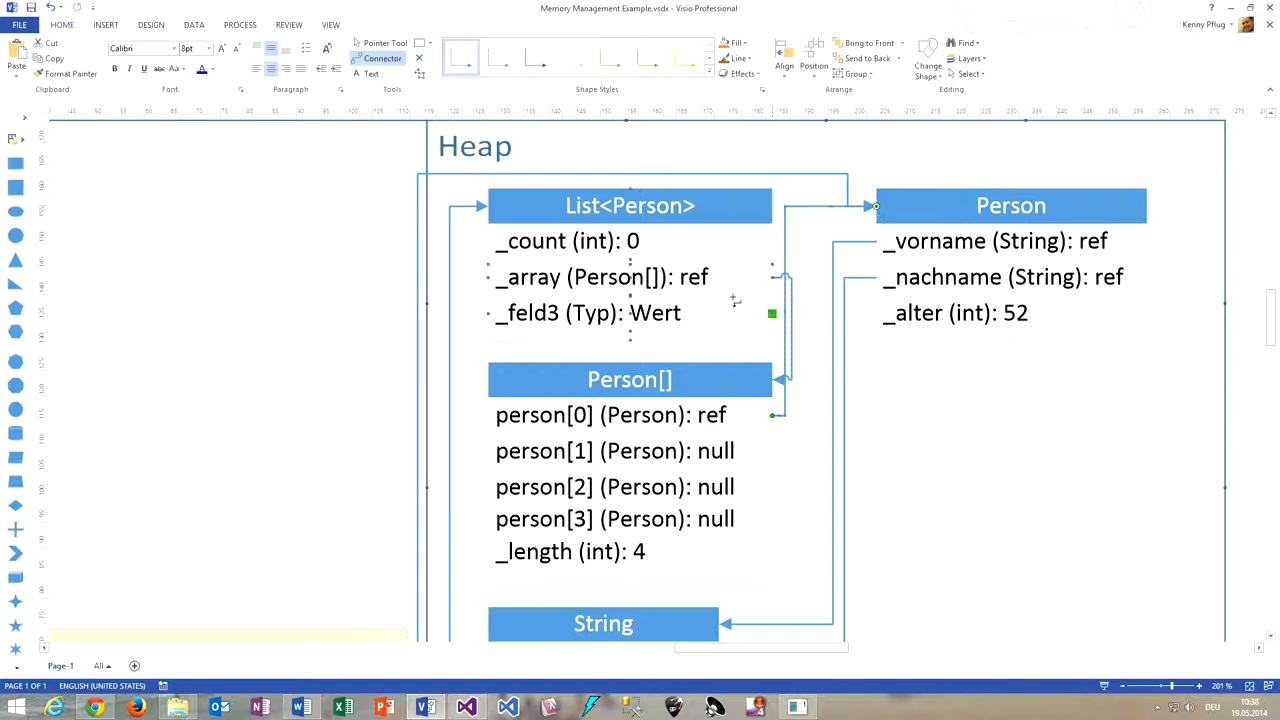 Memory Management Example.vsdx - Visio Professional
FILE HOME INSERT DESIGN DATA PROCESS REVIEW VIEW
Kenny Pflug
Paste
Cut
Copy
Format Painter
Clipboard
Calibri 8pt
Font
Paragraph
Pointer Tool
Connector
Text
Tools
Fill
Line
Effects
Shape Styles
Align
Position
Bring to Front
Send to Back
Group
Arrange
Change Shape
Find
Layers
Select
Editing
Heap
List<Person>
_count (int): 0
_array (Person[]): ref
_feld3 (Typ): Wert
Person
_vorname (String): ref
_nachname (String): ref
_alter (int): 52
Person[]
person[0] (Person): ref
person[1] (Person): null
person[2] (Person): null
person[3] (Person): null
_length (int): 4
String
Page-1 All
PAGE 1 OF 1 ENGLISH (UNITED STATES)
201 %
DEU
10:38
19.05.2014